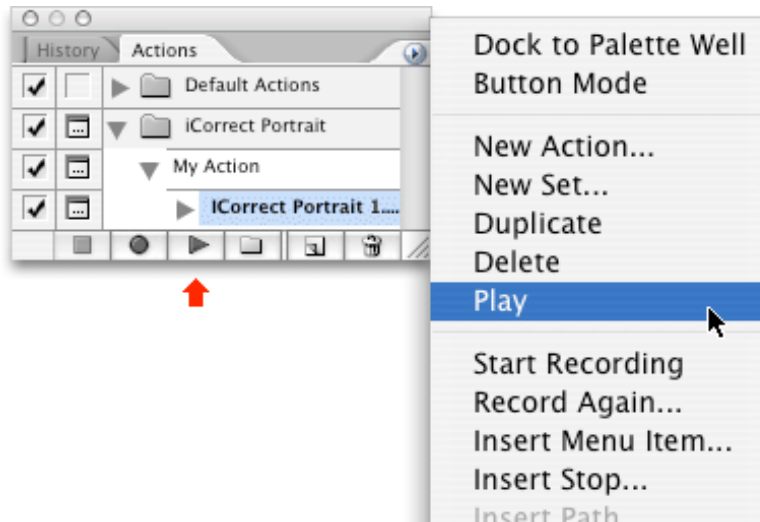 History
Actions
Default Actions
iCorrect Portrait
My Action
ICorrect Portrait 1....
Dock to Palette Well
Button Mode
New Action...
New Set...
Duplicate
Delete
Play
Start Recording
Record Again...
Insert Menu Item...
Insert Stop...
Insert Path